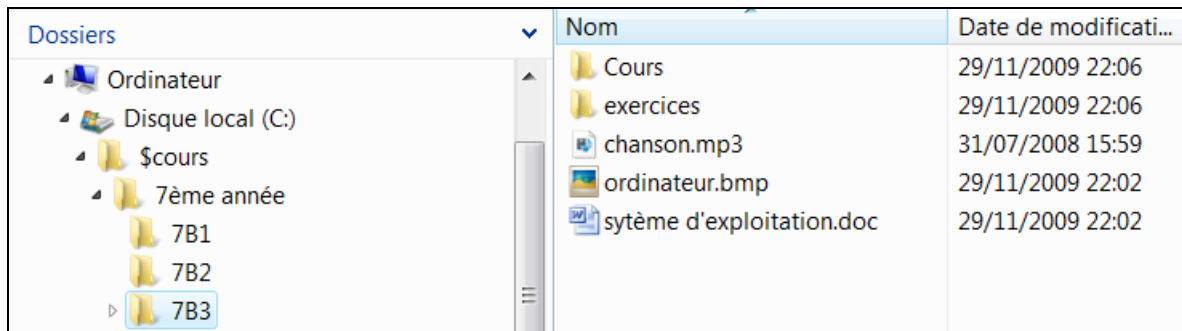 Dossiers
Ordinateur
Disque local (C:)
$cours
7ème année
7B1
7B2
7B3
Nom Date de modificati...
Cours 29/11/2009 22:06
exercices 29/11/2009 22:06
chanson.mp3 31/07/2008 15:59
ordinateur.bmp 29/11/2009 22:02
sytème d'exploitation.doc 29/11/2009 22:02